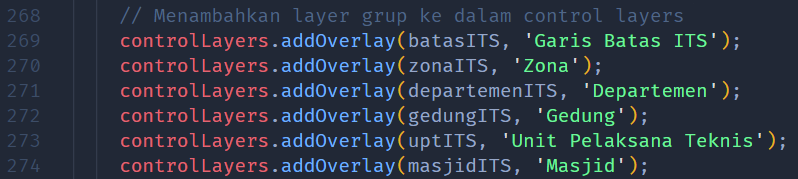 268 // Menambahkan layer grup ke dalam control layers
269 controlLayers.addOverlay(batasITS, 'Garis Batas ITS');
270 controlLayers.addOverlay(zonaITS, 'Zona');
271 controlLayers.addOverlay(departemenITS, 'Departemen');
272 controlLayers.addOverlay(gedungITS, 'Gedung');
273 controlLayers.addOverlay(uptITS, 'Unit Pelaksana Teknis');
274 controlLayers.addOverlay(masjidITS, 'Masjid');